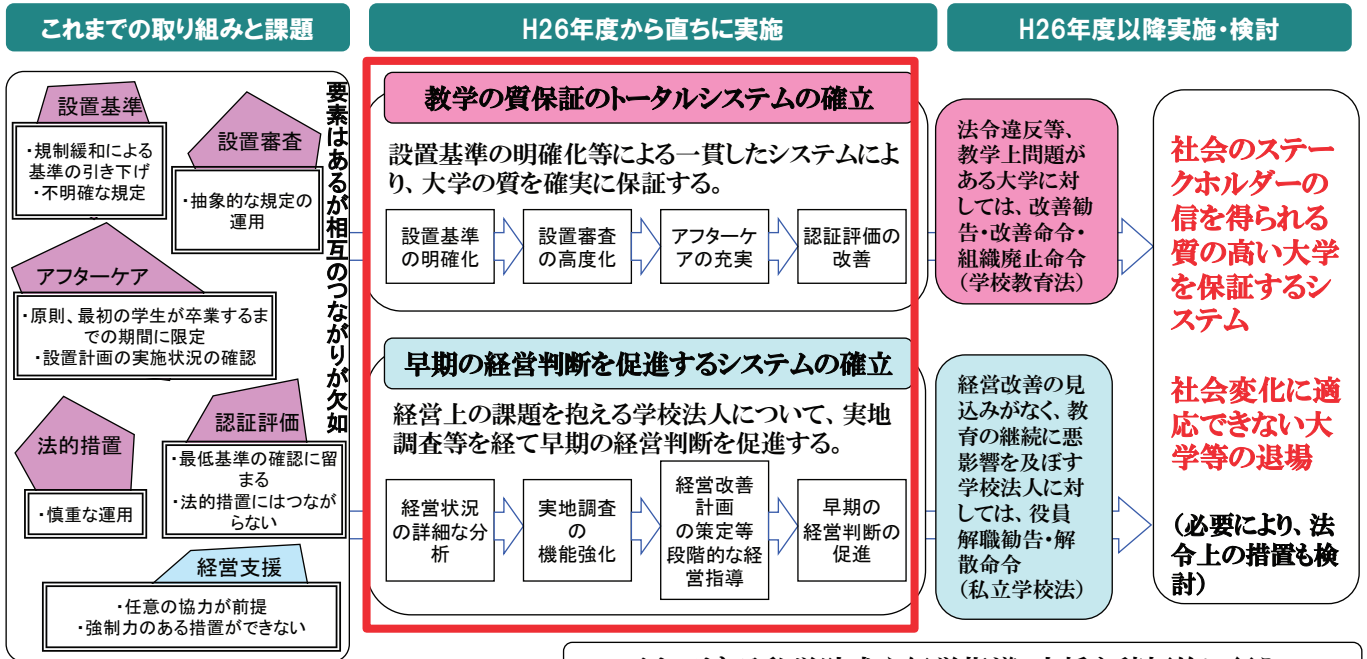 これまでの取り組みと課題
H26年度から直ちに実施
H26年度以降実施・検討
要素はあるが相互のつながりが欠如
設置基準
・規制緩和による
基準の引き下げ
・不明確な規定
設置審査
・抽象的な規定の
運用
アフターケア
・原則、最初の学生が卒業するま
での期間に限定
・設置計画の実施状況の確認
法的措置
・慎重な運用
認証評価
・最低基準の確認に留
まる
・法的措置にはつなが
らない
経営支援
・任意の協力が前提
・強制力のある措置ができない
教学の質保証のトータルシステムの確立
設置基準の明確化等による一貫したシステムによ
り、大学の質を確実に保証する。
設置基準
の明確化
設置審査
の高度化
アフターケ
アの充実
認証評価の
改善
早期の経営判断を促進するシステムの確立
経営上の課題を抱える学校法人について、実地
調査等を経て早期の経営判断を促進する。
経営状況
の詳細な分
析
実地調査
の
機能強化
経営改善
計画
の策定等
段階的な経
営指導
早期の
経営判断の
促進
法令違反等、
教学上問題が
ある大学に対
しては、改善勧
告・改善命令・
組織廃止命令
(学校教育法)
経営改善の見
込みがなく、教
育の継続に悪
影響を及ぼす
学校法人に対
しては、役員
解職勧告・解
散命令
(私立学校法)
社会のステー
クホルダーの
信を得られる
質の高い大学
を保証するシ
ステム
社会変化に適
応できない大
学等の退場
(必要により、法
令上の措置も検
討)